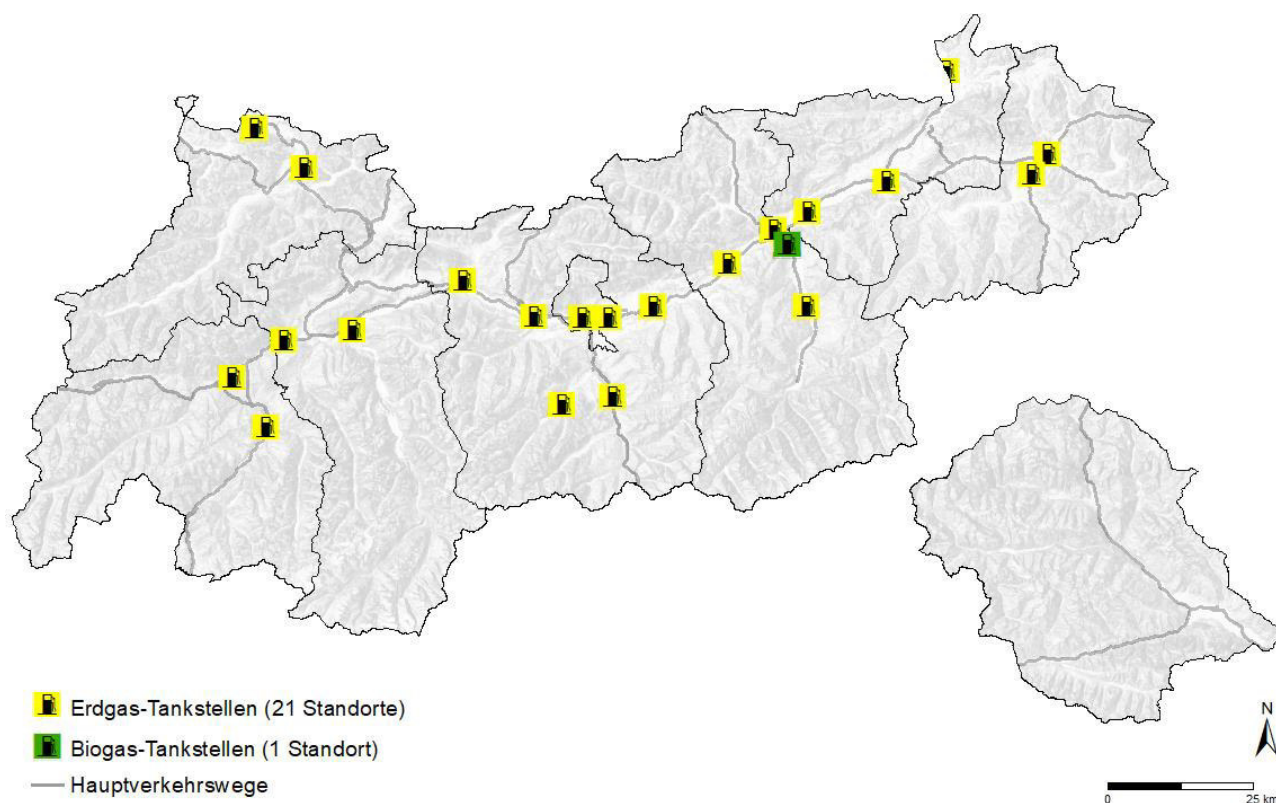 Erdgas-Tankstellen (21 Standorte)
Biogas-Tankstellen (1 Standort)
Hauptverkehrswege
N
0 25 km